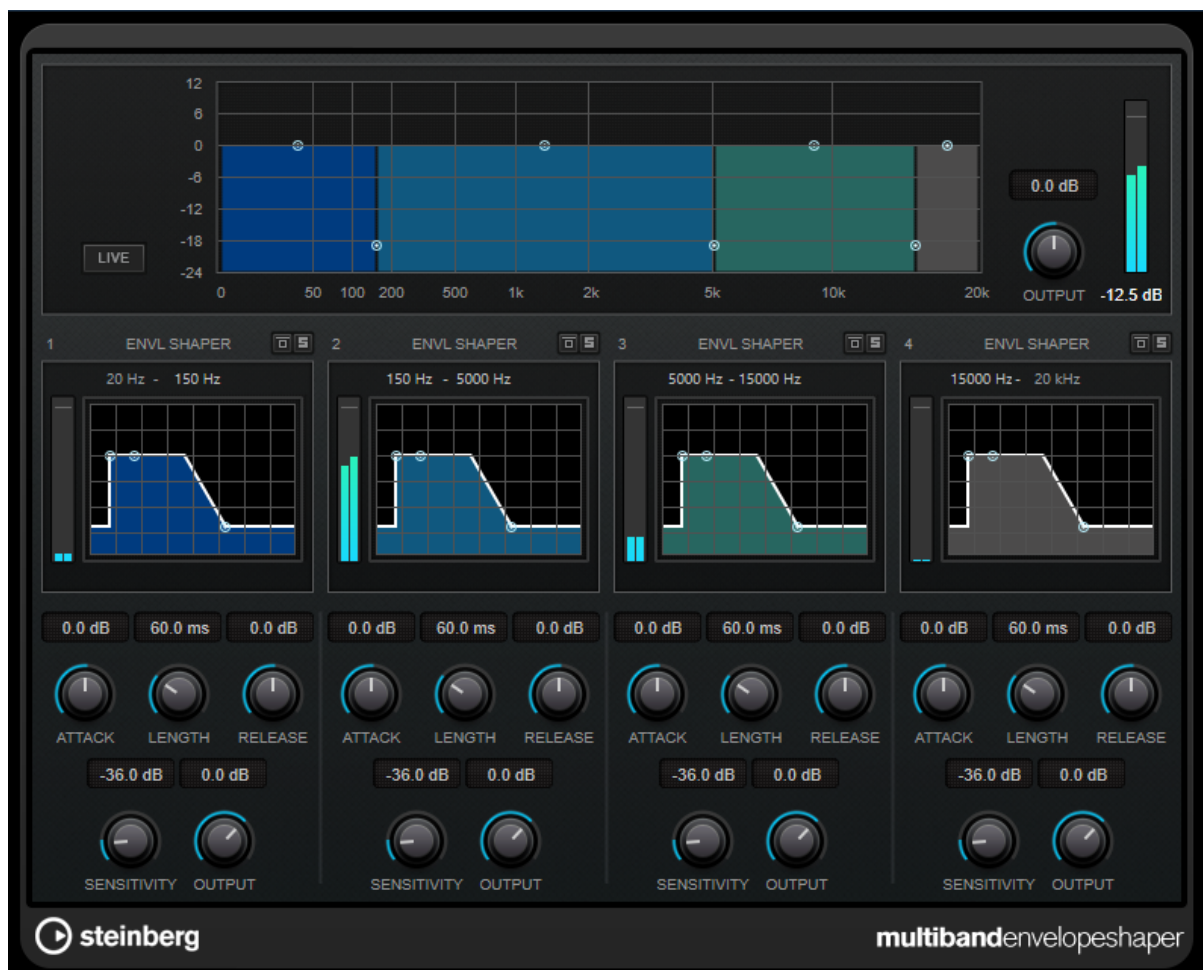 12
6
0
-6
-12
-18
-24
LIVE
0 50 100 200 500 1k 2k 5k 10k 20k
0.0 dB
OUTPUT -12.5 dB
1 ENVL SHAPER S 2 ENVL SHAPER S 3 ENVL SHAPER S 4 ENVL SHAPER S
20 Hz - 150 Hz 150 Hz - 5000 Hz 5000 Hz - 15000 Hz 15000 Hz - 20 kHz
0.0 dB 60.0 ms 0.0 dB 0.0 dB 60.0 ms 0.0 dB 0.0 dB 60.0 ms 0.0 dB 0.0 dB 60.0 ms 0.0 dB
ATTACK LENGTH RELEASE ATTACK LENGTH RELEASE ATTACK LENGTH RELEASE ATTACK LENGTH RELEASE
-36.0 dB 0.0 dB -36.0 dB 0.0 dB -36.0 dB 0.0 dB -36.0 dB 0.0 dB
SENSITIVITY OUTPUT SENSITIVITY OUTPUT SENSITIVITY OUTPUT SENSITIVITY OUTPUT
steinberg multibandenvelopeshaper